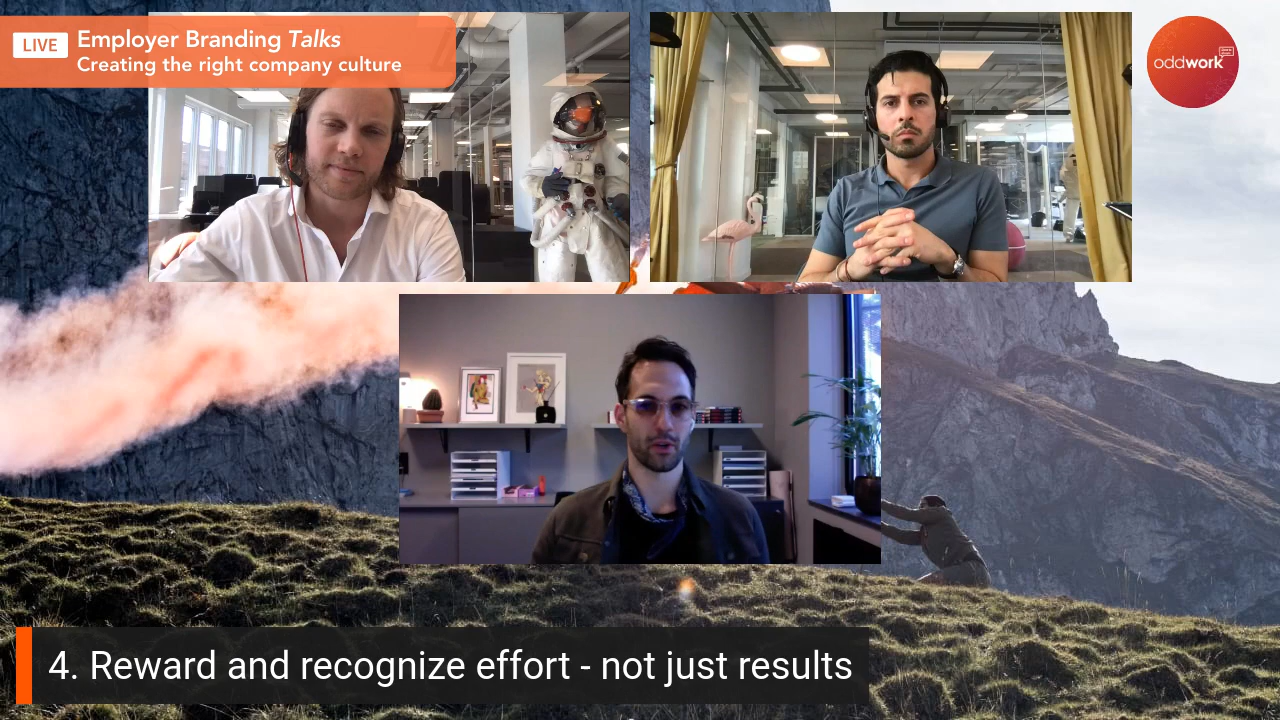 LIVE
Employer Branding Talks
Creating the right company culture
oddwork
4. Reward and recognize effort - not just results